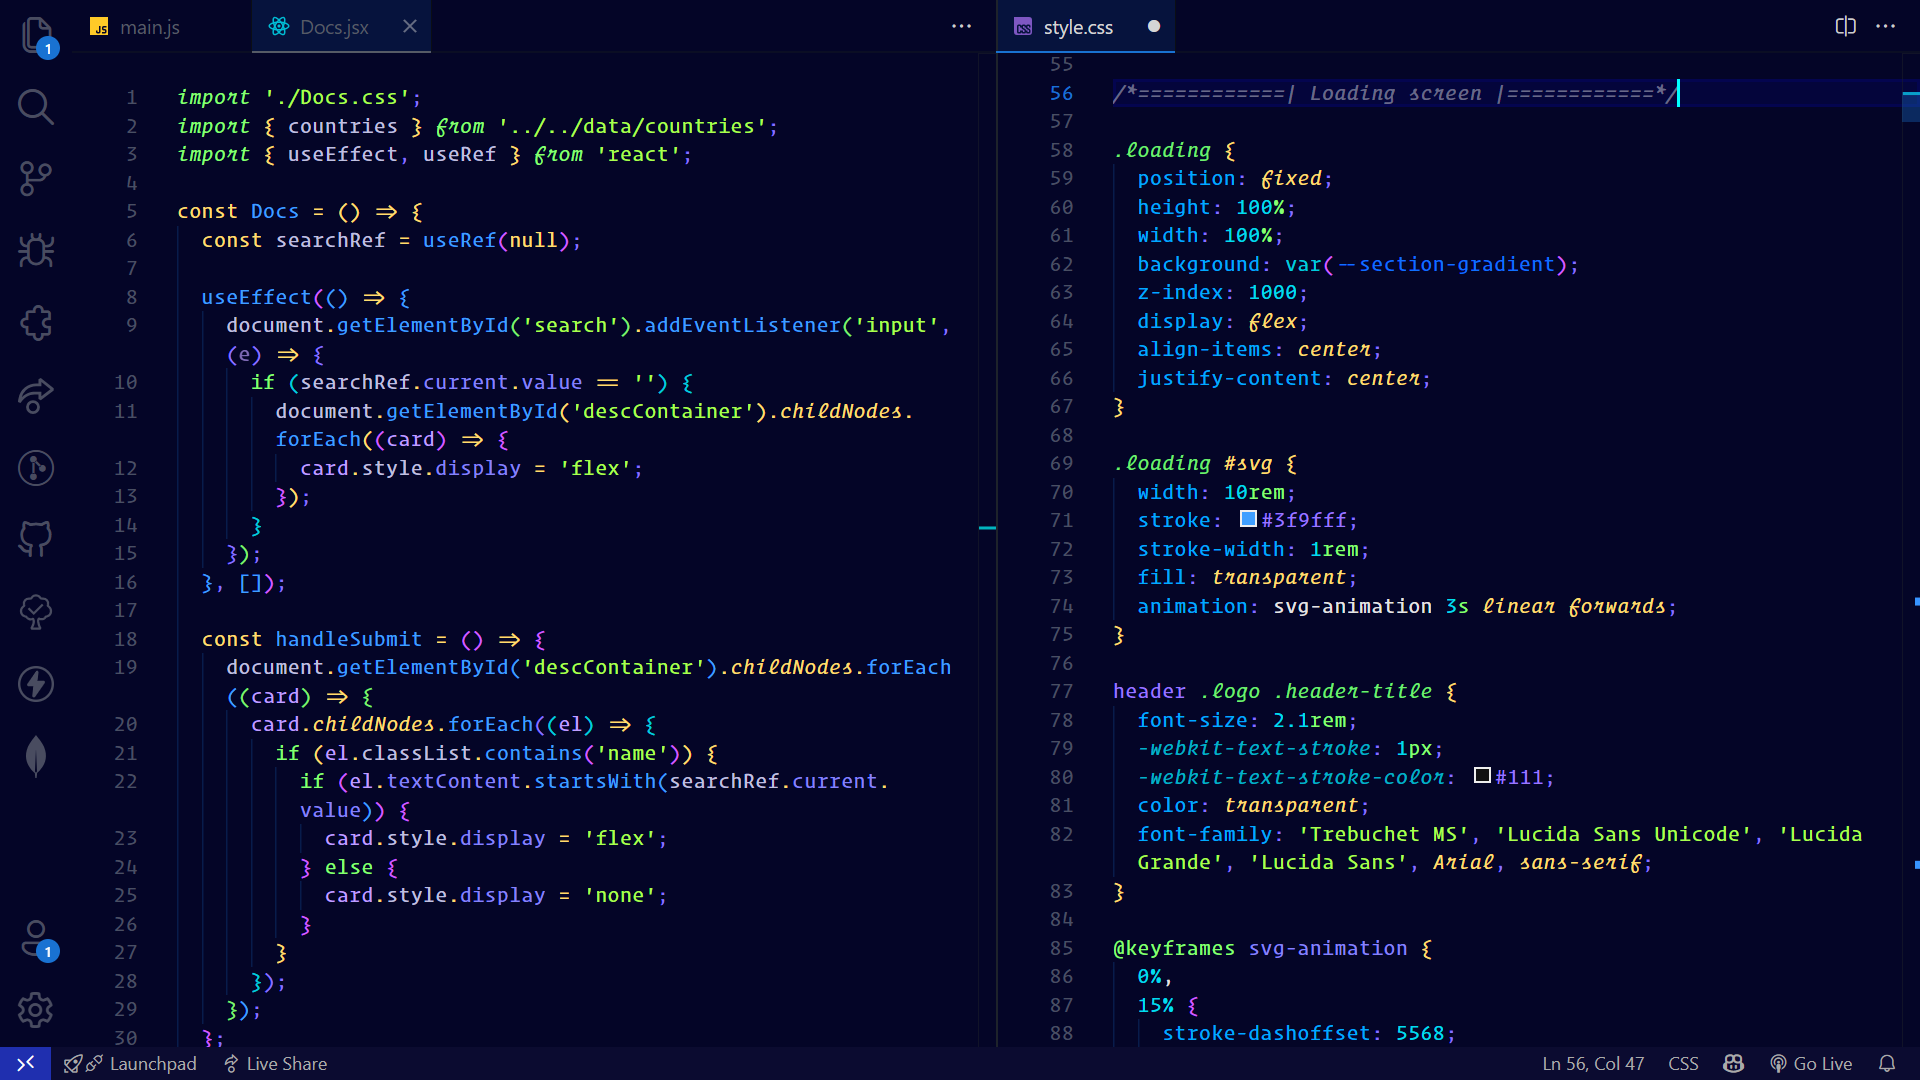 main.js
Docs.jsx
1 import './Docs.css';
2 import { countries } from '../../data/countries';
3 import { useEffect, useRef } from 'react';
4
5 const Docs = () => {
6 const searchRef = useRef(null);
7
8 useEffect(() => {
9 document.getElementById('search').addEventListener('input',
(e) => {
10 if (searchRef.current.value == '') {
11 document.getElementById('descContainer').childNodes.
forEach((card) => {
12 card.style.display = 'flex';
13 });
14 }
15 });
16 }, []);
17
18 const handleSubmit = () => {
19 document.getElementById('descContainer').childNodes.forEach
((card) => {
20 card.childNodes.forEach((el) => {
21 if (el.classList.contains('name')) {
22 if (el.textContent.startsWith(searchRef.current.
value)) {
23 card.style.display = 'flex';
24 } else {
25 card.style.display = 'none';
26 }
27 }
28 });
29 });
30 };
style.css
55
56 /*============| Loading screen |============*/
57
58 .loading {
59 position: fixed;
60 height: 100%;
61 width: 100%;
62 background: var(--section-gradient);
63 z-index: 1000;
64 display: flex;
65 align-items: center;
66 justify-content: center;
67 }
68
69 .loading #svg {
70 width: 10rem;
71 stroke: #3f9fff;
72 stroke-width: 1rem;
73 fill: transparent;
74 animation: svg-animation 3s linear forwards;
75 }
76
77 header .logo .header-title {
78 font-size: 2.1rem;
79 -webkit-text-stroke: 1px;
80 -webkit-text-stroke-color: #111;
81 color: transparent;
82 font-family: 'Trebuchet MS', 'Lucida Sans Unicode', 'Lucida
Grande', 'Lucida Sans', Arial, sans-serif;
83 }
84
85 @keyframes svg-animation {
86 0%,
87 15% {
88 stroke-dashoffset: 5568;
1
1
Launchpad
Live Share
Ln 56, Col 47
CSS
Go Live